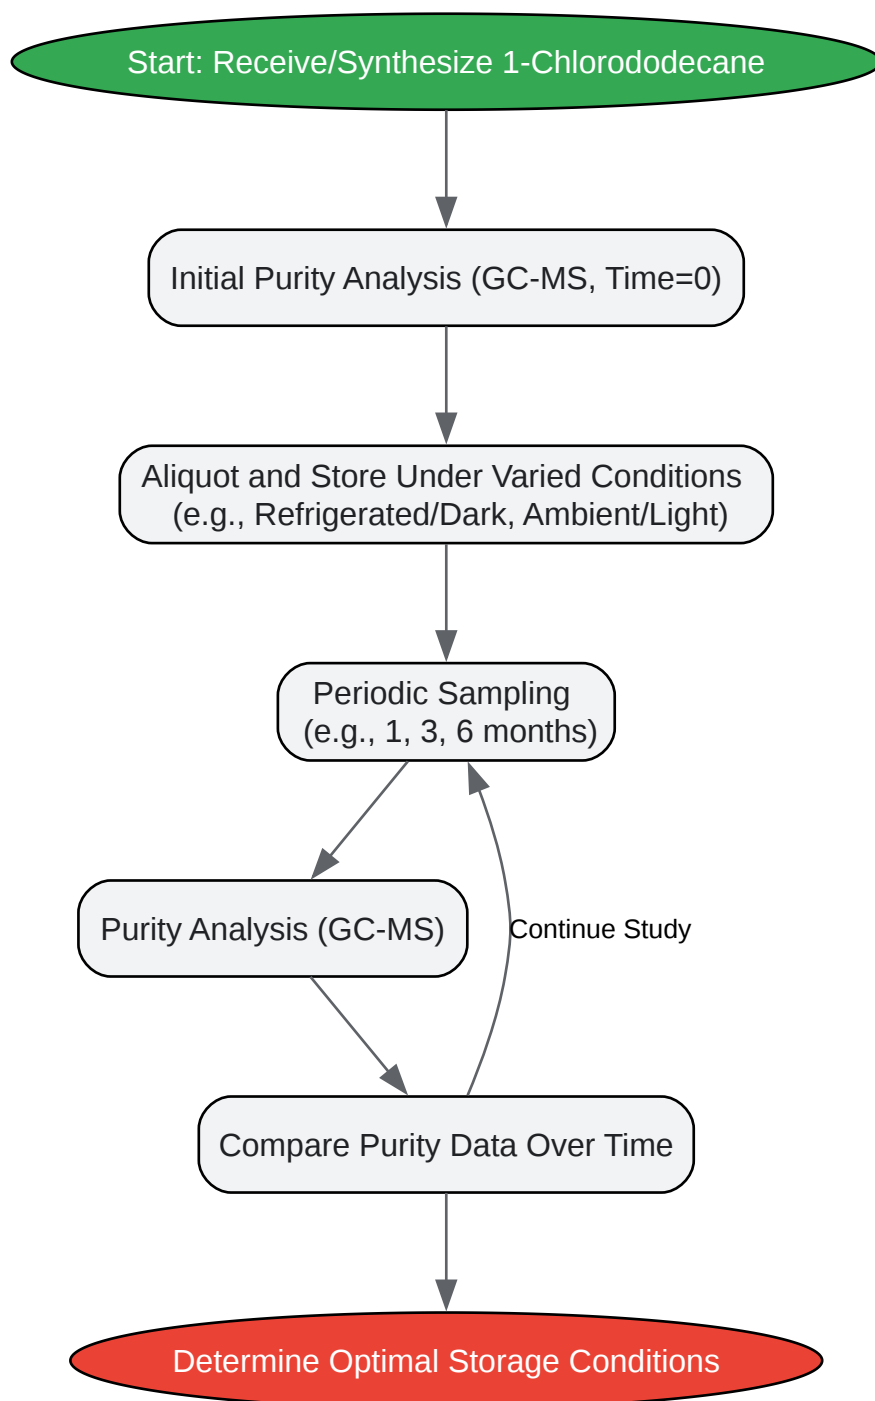 Start: Receive/Synthesize 1-Chlorododecane
Initial Purity Analysis (GC-MS, Time=0)
Aliquot and Store Under Varied Conditions
(e.g., Refrigerated/Dark, Ambient/Light)
Periodic Sampling
(e.g., 1, 3, 6 months)
Purity Analysis (GC-MS)
Continue Study
Compare Purity Data Over Time
Determine Optimal Storage Conditions